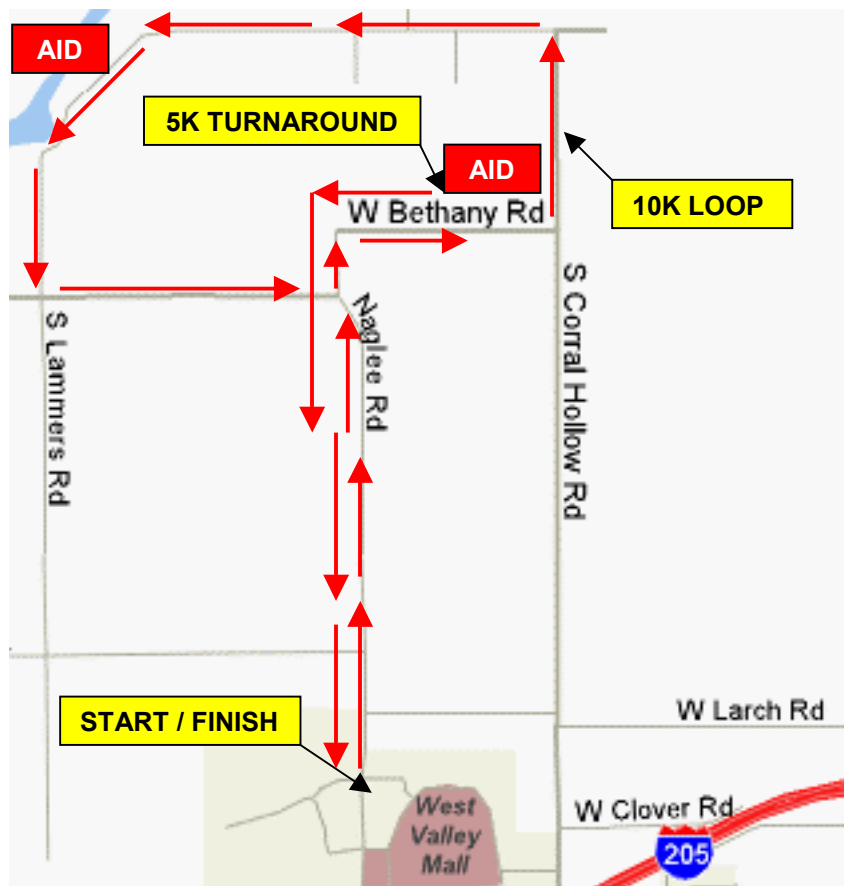 AID
5K TURNAROUND
AID
10K LOOP
W Bethany Rd
S Corral Hollow Rd
Naglee Rd
S Lammers Rd
START / FINISH
W Larch Rd
West
Valley
Mall
W Clover Rd
205